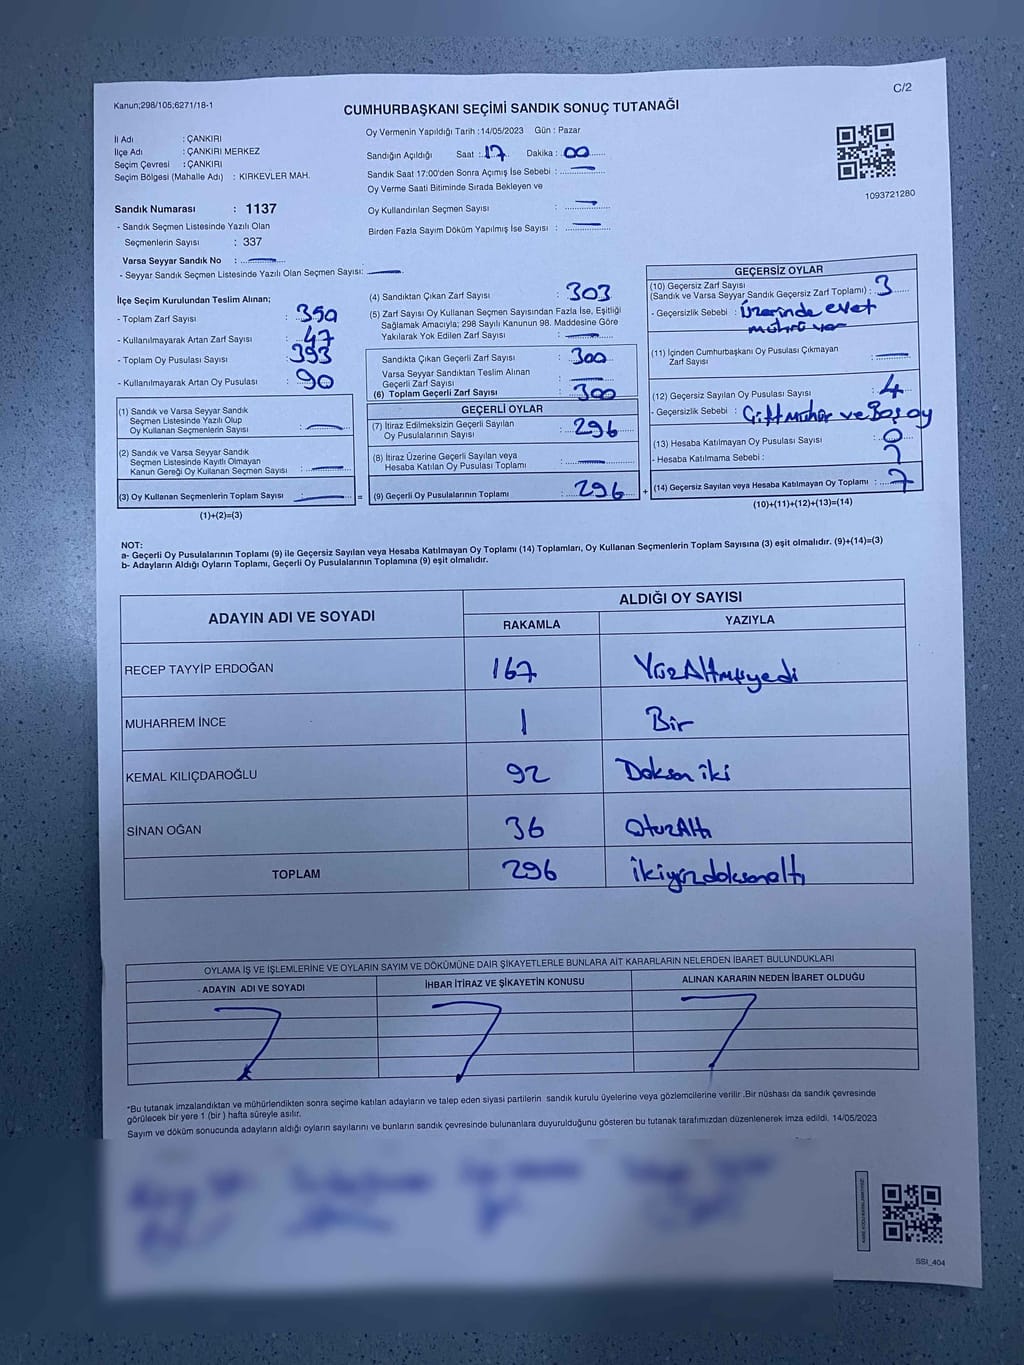 Kanun;298/105;6271/18-1
C/2
CUMHURBAŞKANI SEÇİMİ SANDIK SONUÇ TUTANAĞI
İl Adı : ÇANKIRI
İlçe Adı : ÇANKIRI MERKEZ
Seçim Çevresi : ÇANKIRI
Seçim Bölgesi (Mahalle Adı) : KIRKEVLER MAH.
Sandık Numarası : 1137
- Sandık Seçmen Listesinde Yazılı Olan
Seçmenlerin Sayısı : 337
Varsa Seyyar Sandık No :
- Seyyar Sandık Seçmen Listesinde Yazılı Olan Seçmen Sayısı:
Oy Vermenin Yapıldığı Tarih :14/05/2023 Gün : Pazar
Sandığın Açıldığı Saat : 17 Dakika : 00
Sandık Saat 17:00'den Sonra Açımış İse Sebebi :
Oy Verme Saati Bitiminde Sırada Bekleyen ve
Oy Kullandırılan Seçmen Sayısı :
Birden Fazla Sayım Döküm Yapılmış İse Sayısı :
1093721280
İlçe Seçim Kurulundan Teslim Alınan;
- Toplam Zarf Sayısı : 350
- Kullanılmayarak Artan Zarf Sayısı : 47
- Toplam Oy Pusulası Sayısı : 393
- Kullanılmayarak Artan Oy Pusulası : 90
(1) Sandık ve Varsa Seyyar Sandık
Seçmen Listesinde Yazılı Olup
Oy Kullanan Seçmenlerin Sayısı :
(2) Sandık ve Varsa Seyyar Sandık
Seçmen Listesinde Kayıtlı Olmayan
Kanun Gereği Oy Kullanan Seçmen Sayısı :
(3) Oy Kullanan Seçmenlerin Toplam Sayısı : =
(1)+(2)=(3)
(4) Sandıktan Çıkan Zarf Sayısı : 303
(5) Zarf Sayısı Oy Kullanan Seçmen Sayısından Fazla İse, Eşitliği
Sağlamak Amacıyla; 298 Sayılı Kanunun 98. Maddesine Göre
Yakılarak Yok Edilen Zarf Sayısı :
Sandıkta Çıkan Geçerli Zarf Sayısı : 300
Varsa Seyyar Sandıktan Teslim Alınan
Geçerli Zarf Sayısı :
(6) Toplam Geçerli Zarf Sayısı : 300
GEÇERLİ OYLAR
(7) İtiraz Edilmeksizin Geçerli Sayılan
Oy Pusulalarının Sayısı : 296
(8) İtiraz Üzerine Geçerli Sayılan veya
Hesaba Katılan Oy Pusulası Toplamı :
(9) Geçerli Oy Pusulalarının Toplamı : 296 +
GEÇERSİZ OYLAR
(10) Geçersiz Zarf Sayısı
(Sandık ve Varsa Seyyar Sandık Geçersiz Zarf Toplamı) : 3
- Geçersizlik Sebebi : Üzerinde evet
mührü var
(11) İçinden Cumhurbaşkanı Oy Pusulası Çıkmayan
Zarf Sayısı :
(12) Geçersiz Sayılan Oy Pusulası Sayısı : 4
- Geçersizlik Sebebi : Çift Mühür ve Boş oy
(13) Hesaba Katılmayan Oy Pusulası Sayısı : 0
- Hesaba Katılmama Sebebi :
(14) Geçersiz Sayılan veya Hesaba Katılmayan Oy Toplamı : 7
(10)+(11)+(12)+(13)=(14)
NOT:
a- Geçerli Oy Pusulalarının Toplamı (9) ile Geçersiz Sayılan veya Hesaba Katılmayan Oy Toplamı (14) Toplamları, Oy Kullanan Seçmenlerin Toplam Sayısına (3) eşit olmalıdır. (9)+(14)=(3)
b- Adayların Aldığı Oyların Toplamı, Geçerli Oy Pusulalarının Toplamına (9) eşit olmalıdır.
ADAYIN ADI VE SOYADI
ALDIĞI OY SAYISI
RAKAMLA YAZIYLA
RECEP TAYYİP ERDOĞAN 167 YüzAltmışyedi
MUHARREM İNCE 1 Bir
KEMAL KILIÇDAROĞLU 92 Doksan iki
SİNAN OĞAN 36 OtuzAltı
TOPLAM 296 ikiyüzdoksanaltı
OYLAMA İŞ VE İŞLEMLERİNE VE OYLARIN SAYIM VE DÖKÜMÜNE DAİR ŞİKAYETLERLE BUNLARA AİT KARARLARIN NELERDEN İBARET BULUNDUKLARI
ADAYIN ADI VE SOYADI İHBAR İTİRAZ VE ŞİKAYETİN KONUSU ALINAN KARARIN NEDEN İBARET OLDUĞU
*Bu tutanak imzalandıktan ve mühürlendikten sonra seçime katılan adayların ve talep eden siyasi partilerin sandık kurulu üyelerine veya gözlemcilerine verilir .Bir nüshası da sandık çevresinde
görülecek bir yere 1 (bir ) hafta süreyle asılır.
Sayım ve döküm sonucunda adayların aldığı oyların sayılarını ve bunların sandık çevresinde bulunanlara duyurulduğunu gösteren bu tutanak tarafımızdan düzenlenerek imza edildi. 14/05/2023
SSI_404